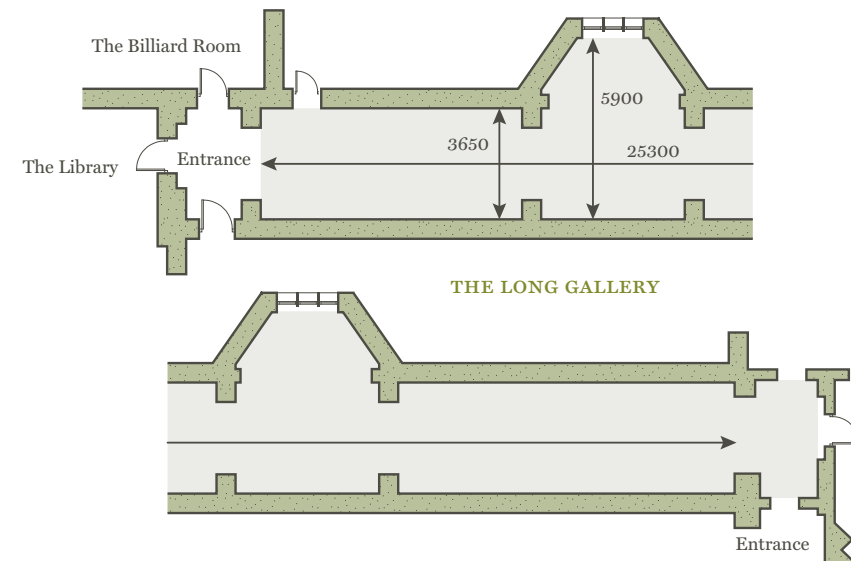 The Billiard Room
5900
3650
25300
Entrance
The Library
THE LONG GALLERY
Entrance